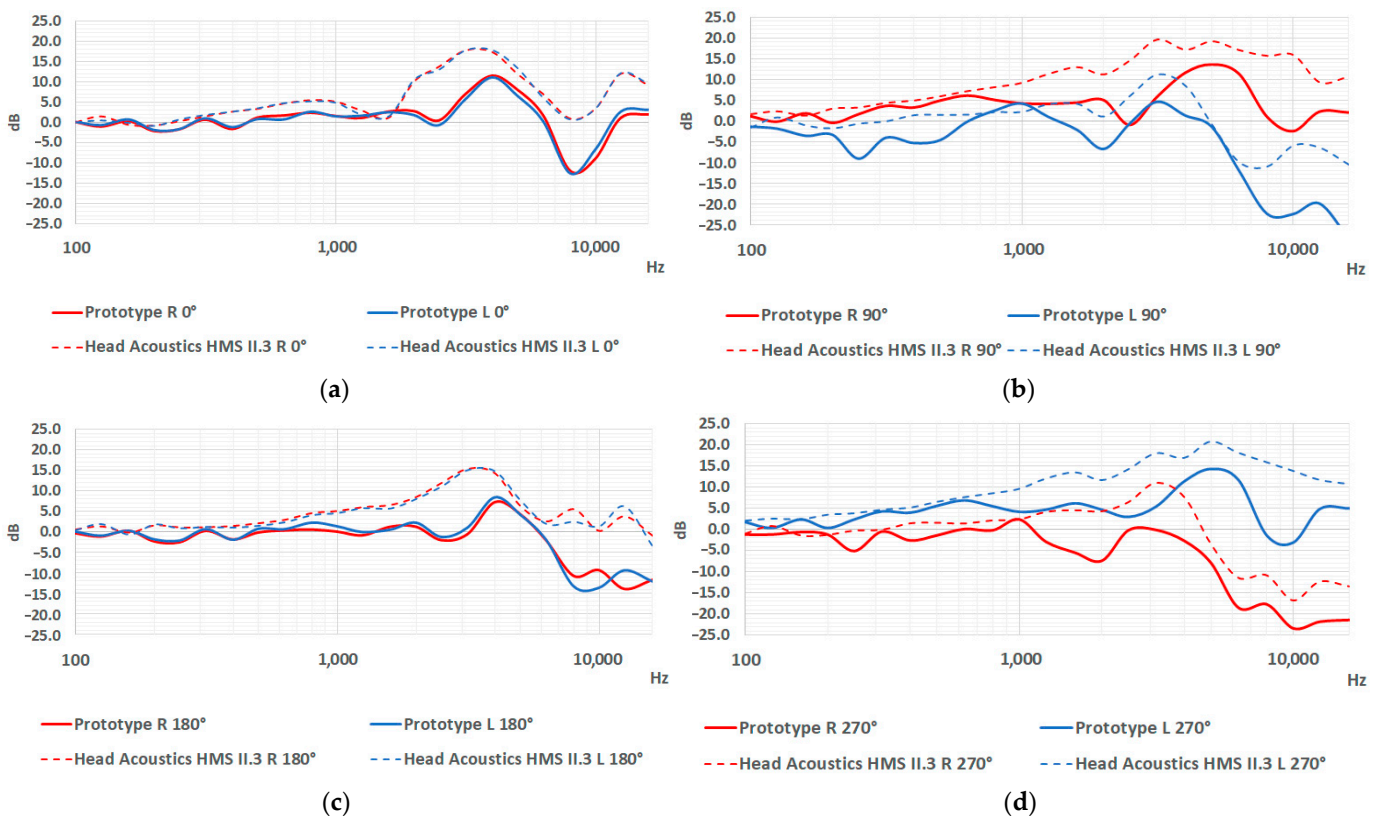 25.0
20.0
15.0
10.0
5.0
0.0
−5.0
−10.0
−15.0
−20.0
−25.0
dB
100 1,000 10,000
Hz
Prototype R 0° Prototype L 0°
Head Acoustics HMS II.3 R 0° Head Acoustics HMS II.3 L 0°
(a)
25.0
20.0
15.0
10.0
5.0
0.0
−5.0
−10.0
−15.0
−20.0
−25.0
dB
100 1,000 10,000
Hz
Prototype R 90° Prototype L 90°
Head Acoustics HMS II.3 R 90° Head Acoustics HMS II.3 L 90°
(b)
25.0
20.0
15.0
10.0
5.0
0.0
−5.0
−10.0
−15.0
−20.0
−25.0
dB
100 1,000 10,000
Hz
Prototype R 180° Prototype L 180°
Head Acoustics HMS II.3 R 180° Head Acoustics HMS II.3 L 180°
(c)
25.0
20.0
15.0
10.0
5.0
0.0
−5.0
−10.0
−15.0
−20.0
−25.0
dB
100 1,000 10,000
Hz
Prototype R 270° Prototype L 270°
Head Acoustics HMS II.3 R 270° Head Acoustics HMS II.3 L 270°
(d)